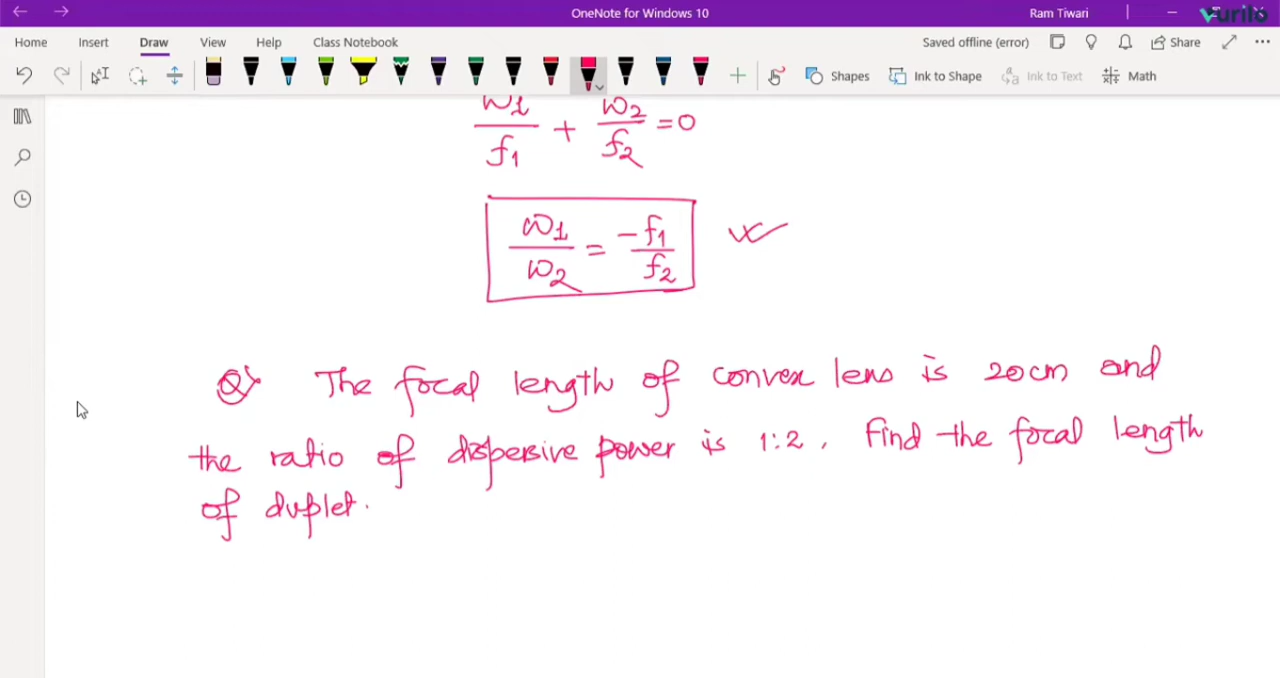 OneNote for Windows 10
Ram Tiwari
Vurilo
Home Insert Draw View Help Class Notebook
Saved offline (error) Share
Shapes Ink to Shape Ink to Text Math
ω1/f1 + ω2/f2 = 0
ω1/ω2 = -f1/f2
Q> The focal length of convex lens is 20cm and
the ratio of dispersive power is 1:2. Find the focal length
of duplet.